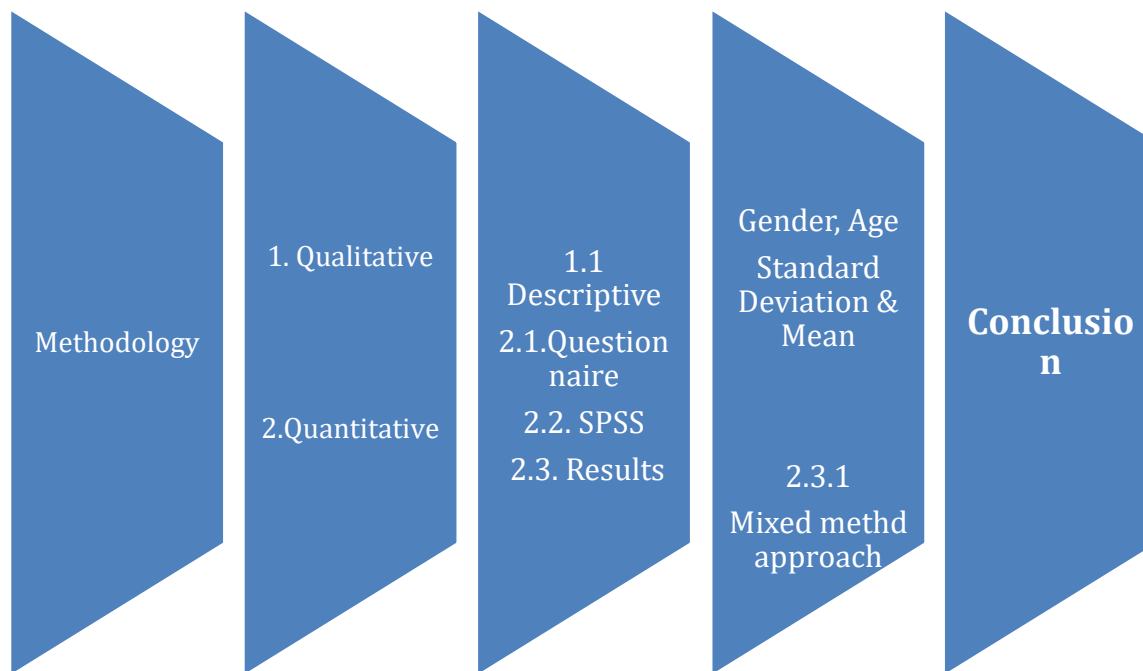 Methodology
1. Qualitative
2.Quantitative
1.1
Descriptive
2.1.Question
naire
2.2. SPSS
2.3. Results
Gender, Age
Standard
Deviation &
Mean
2.3.1
Mixed methd
approach
Conclusio
n